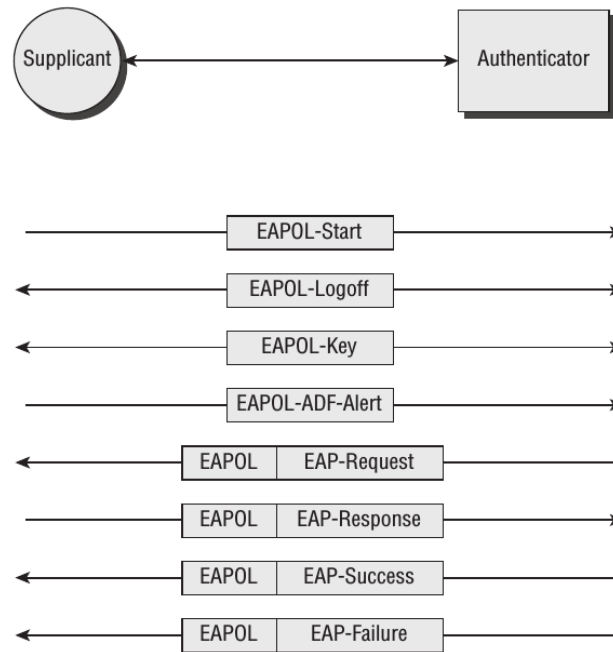 Supplicant
Authenticator
EAPOL-Start
EAPOL-Logoff
EAPOL-Key
EAPOL-ADF-Alert
EAPOL EAP-Request
EAPOL EAP-Response
EAPOL EAP-Success
EAPOL EAP-Failure